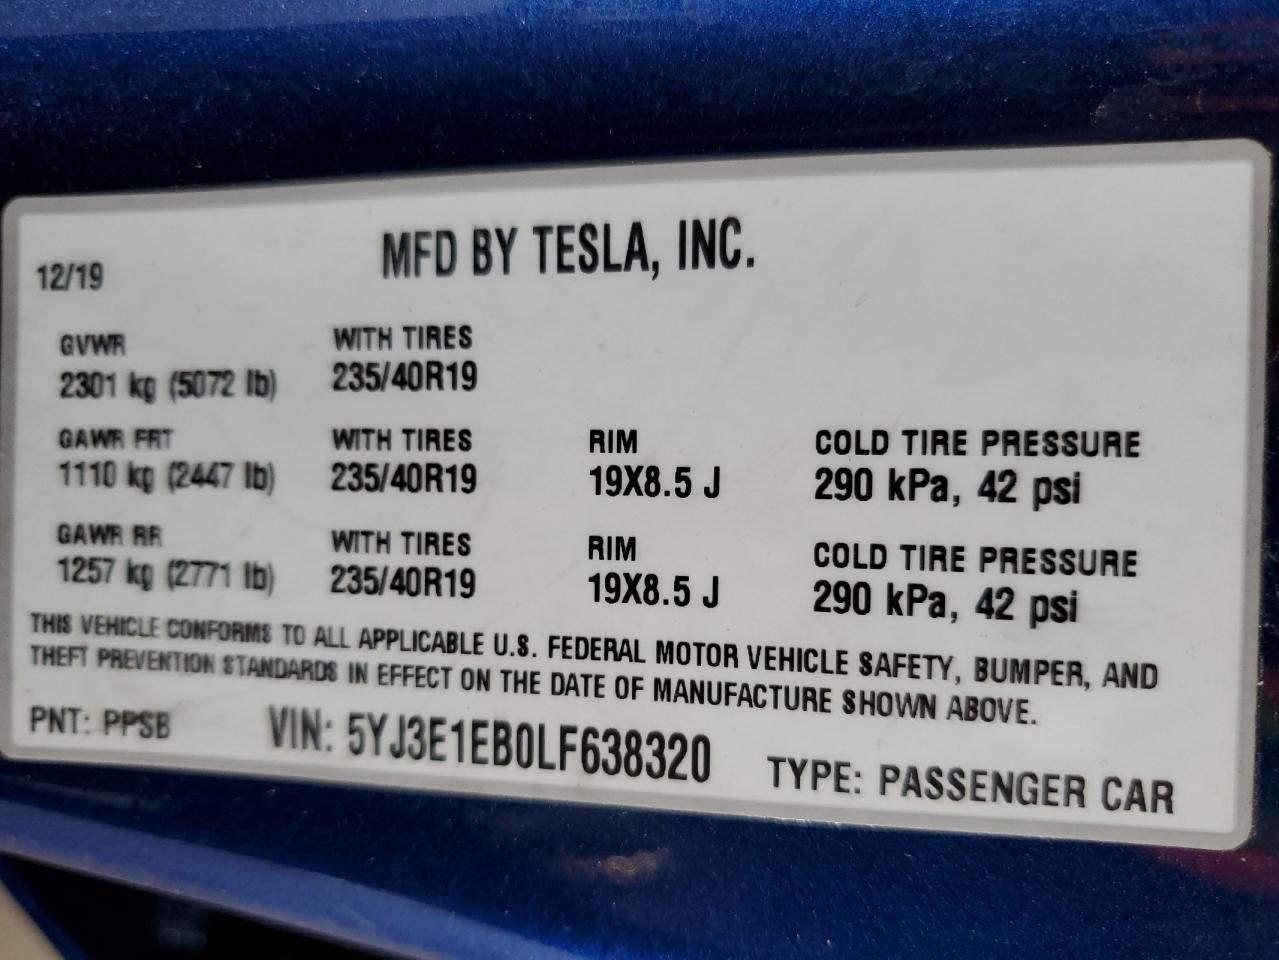 MFD BY TESLA, INC.
12/19
GVWR WITH TIRES
2301 kg (5072 lb) 235/40R19
GAWR FRT WITH TIRES RIM COLD TIRE PRESSURE
1110 kg (2447 lb) 235/40R19 19X8.5 J 290 kPa, 42 psi
GAWR RR WITH TIRES RIM COLD TIRE PRESSURE
1257 kg (2771 lb) 235/40R19 19X8.5 J 290 kPa, 42 psi
THIS VEHICLE CONFORMS TO ALL APPLICABLE U.S. FEDERAL MOTOR VEHICLE SAFETY, BUMPER, AND
THEFT PREVENTION STANDARDS IN EFFECT ON THE DATE OF MANUFACTURE SHOWN ABOVE.
PNT: PPSB VIN: 5YJ3E1EB0LF638320 TYPE: PASSENGER CAR